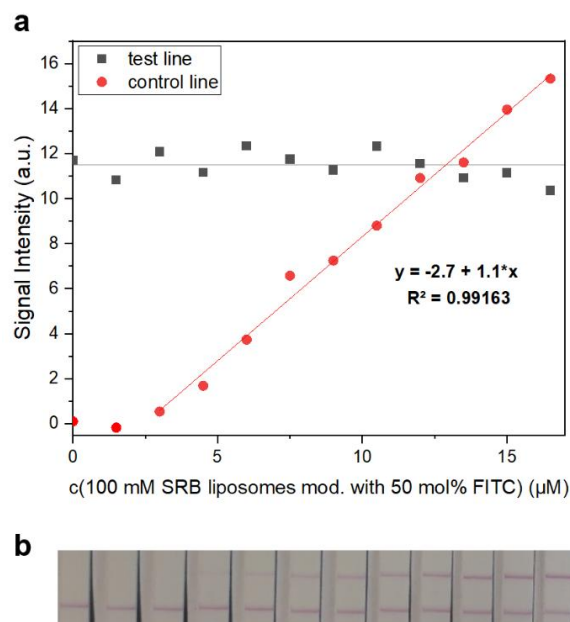 a
test line
control line
16
14
12
10
8
6
4
2
0
Signal Intensity (a.u.)
y = -2.7 + 1.1*x
R² = 0.99163
0 5 10 15
c(100 mM SRB liposomes mod. with 50 mol% FITC) (µM)
b